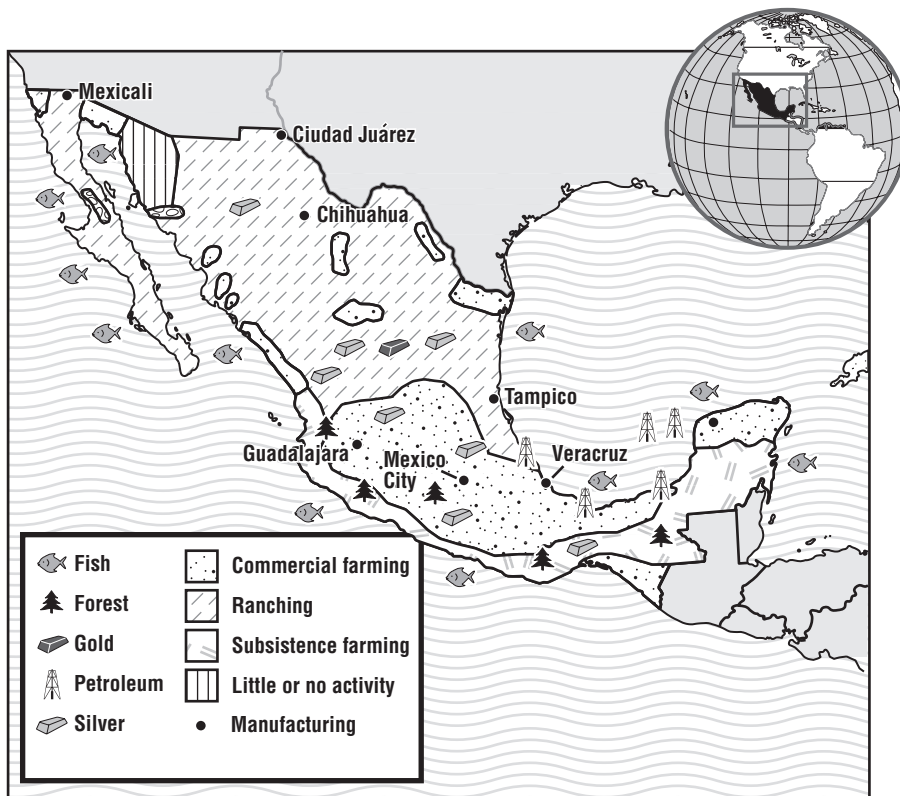 Mexicali
Ciudad Juárez
Chihuahua
Tampico
Guadalajara
Mexico
City
Veracruz
Fish
Forest
Gold
Petroleum
Silver
Commercial farming
Ranching
Subsistence farming
Little or no activity
Manufacturing